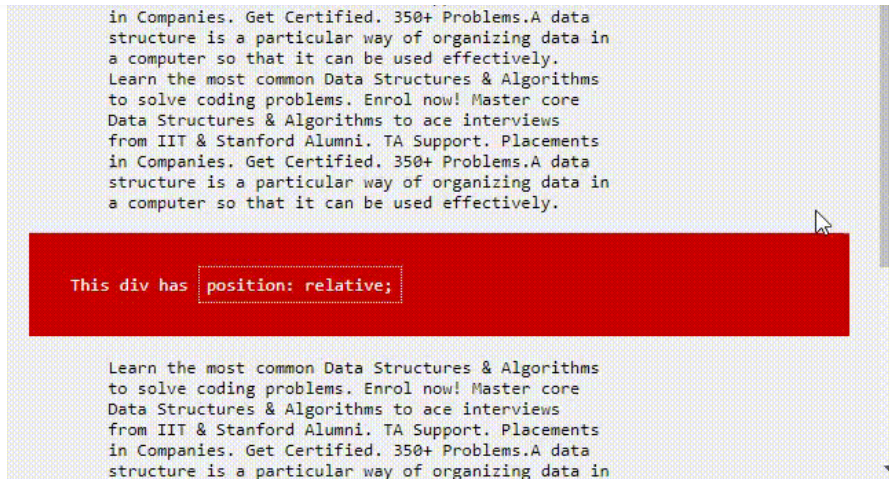 in Companies. Get Certified. 350+ Problems.A data
structure is a particular way of organizing data in
a computer so that it can be used effectively.
Learn the most common Data Structures & Algorithms
to solve coding problems. Enrol now! Master core
Data Structures & Algorithms to ace interviews
from IIT & Stanford Alumni. TA Support. Placements
in Companies. Get Certified. 350+ Problems.A data
structure is a particular way of organizing data in
a computer so that it can be used effectively.
This div has position: relative;
Learn the most common Data Structures & Algorithms
to solve coding problems. Enrol now! Master core
Data Structures & Algorithms to ace interviews
from IIT & Stanford Alumni. TA Support. Placements
in Companies. Get Certified. 350+ Problems.A data
structure is a particular way of organizing data in